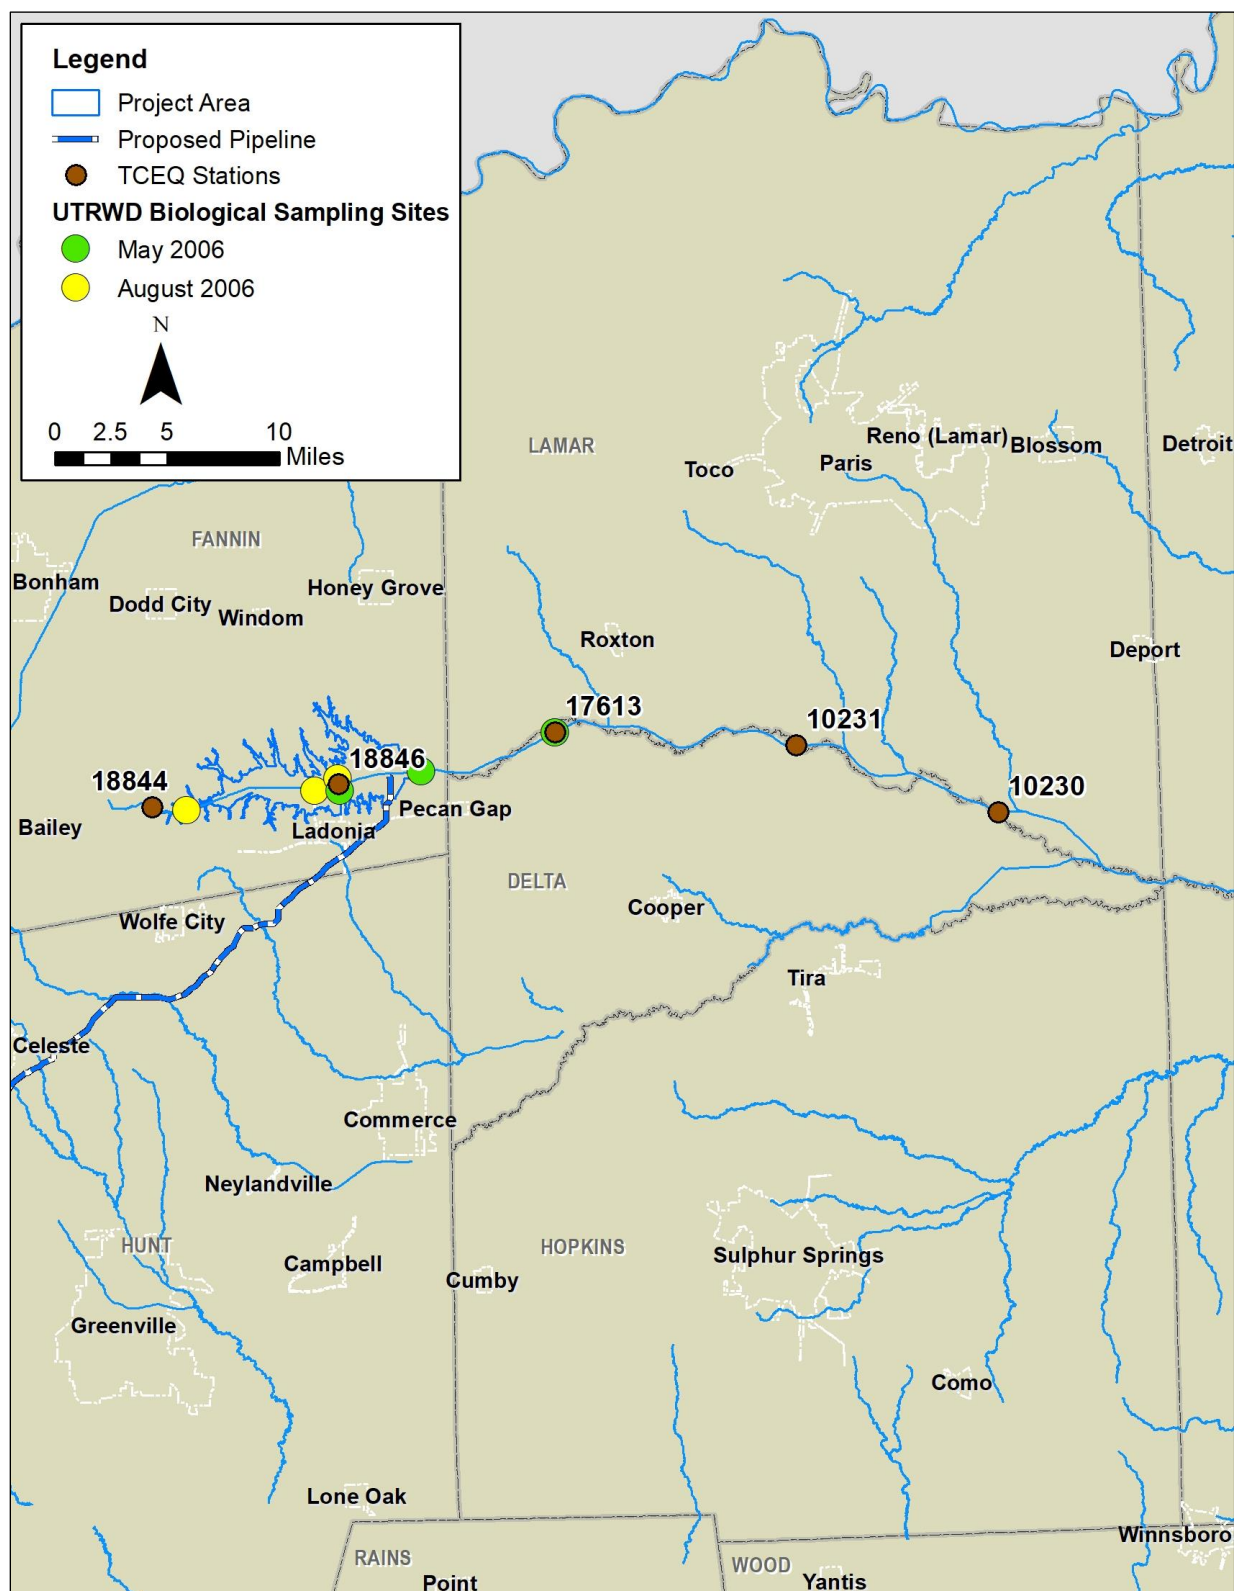 Legend
Project Area
Proposed Pipeline
TCEQ Stations
UTRWD Biological Sampling Sites
May 2006
August 2006
N
0 2.5 5 10
Miles
LAMAR
Reno (Lamar)
Blossom
Detroit
Toco
Paris
FANNIN
Bonham
Honey Grove
Dodd City
Windom
Roxton
Deport
17613
10231
18846
18844
10230
Pecan Gap
Bailey
Ladonia
DELTA
Cooper
Wolfe City
Tira
Celeste
Commerce
Neylandville
HUNT
HOPKINS
Campbell
Sulphur Springs
Cumby
Greenville
Como
Lone Oak
Winnsboro
RAINS
WOOD
Point
Yantis